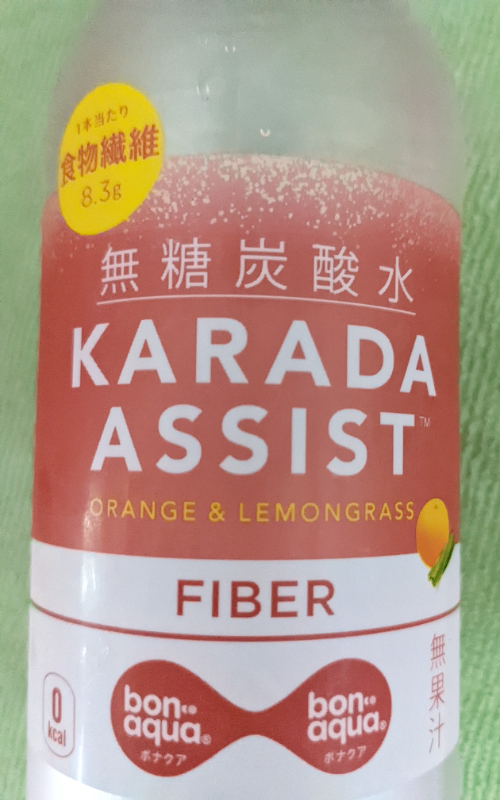 1本当たり
食物繊維
8.3g
無糖炭酸水
KARADA
ASSIST™
ORANGE & LEMONGRASS
FIBER
無果汁
0
kcal
bon
aqua®
ボナクア
bon
aqua®
ボナクア